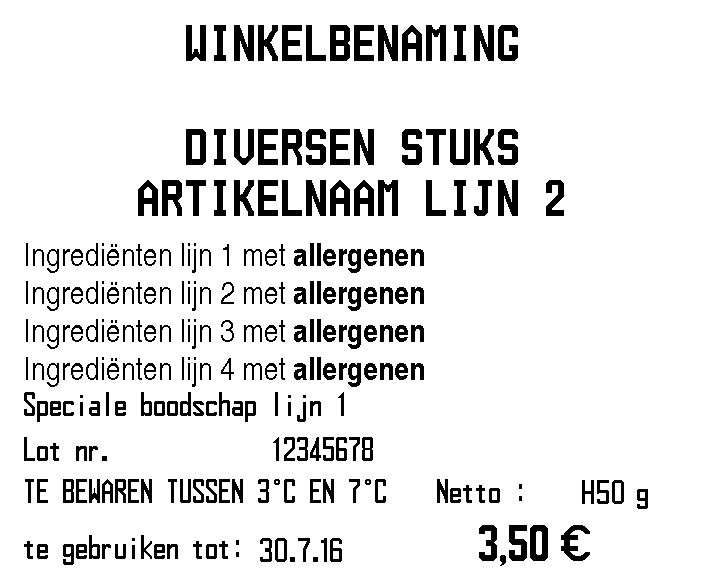 WINKELBENAMING
DIVERSEN STUKS
ARTIKELNAAM LIJN 2
Ingrediënten lijn 1 met allergenen
Ingrediënten lijn 2 met allergenen
Ingrediënten lijn 3 met allergenen
Ingrediënten lijn 4 met allergenen
Speciale boodschap lijn 1
Lot nr. 12345678
TE BEWAREN TUSSEN 3°C EN 7°C Netto : H50 g
te gebruiken tot: 30.7.16 3,50 €